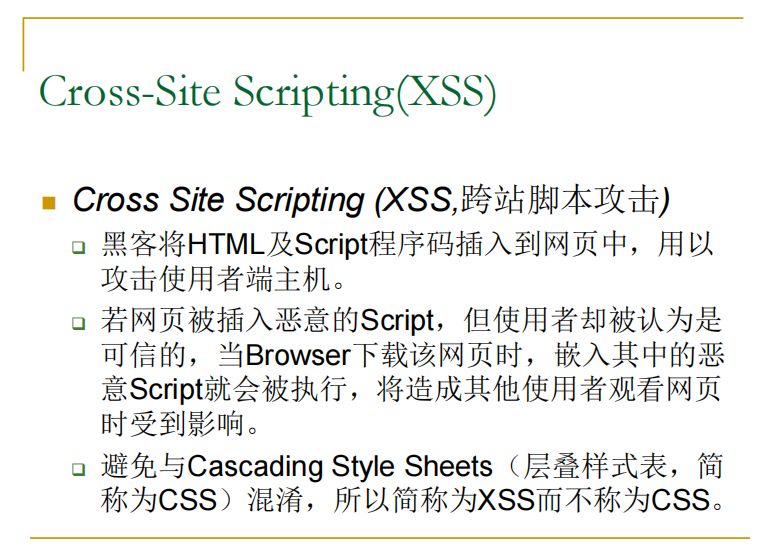 Cross-Site Scripting(XSS)
Cross Site Scripting (XSS,跨站脚本攻击)
黑客将HTML及Script程序码插入到网页中，用以
攻击使用者端主机。
若网页被插入恶意的Script，但使用者却被认为是
可信的，当Browser下载该网页时，嵌入其中的恶
意Script就会被执行，将造成其他使用者观看网页
时受到影响。
避免与Cascading Style Sheets（层叠样式表，简
称为CSS）混淆，所以简称为XSS而不称为CSS。